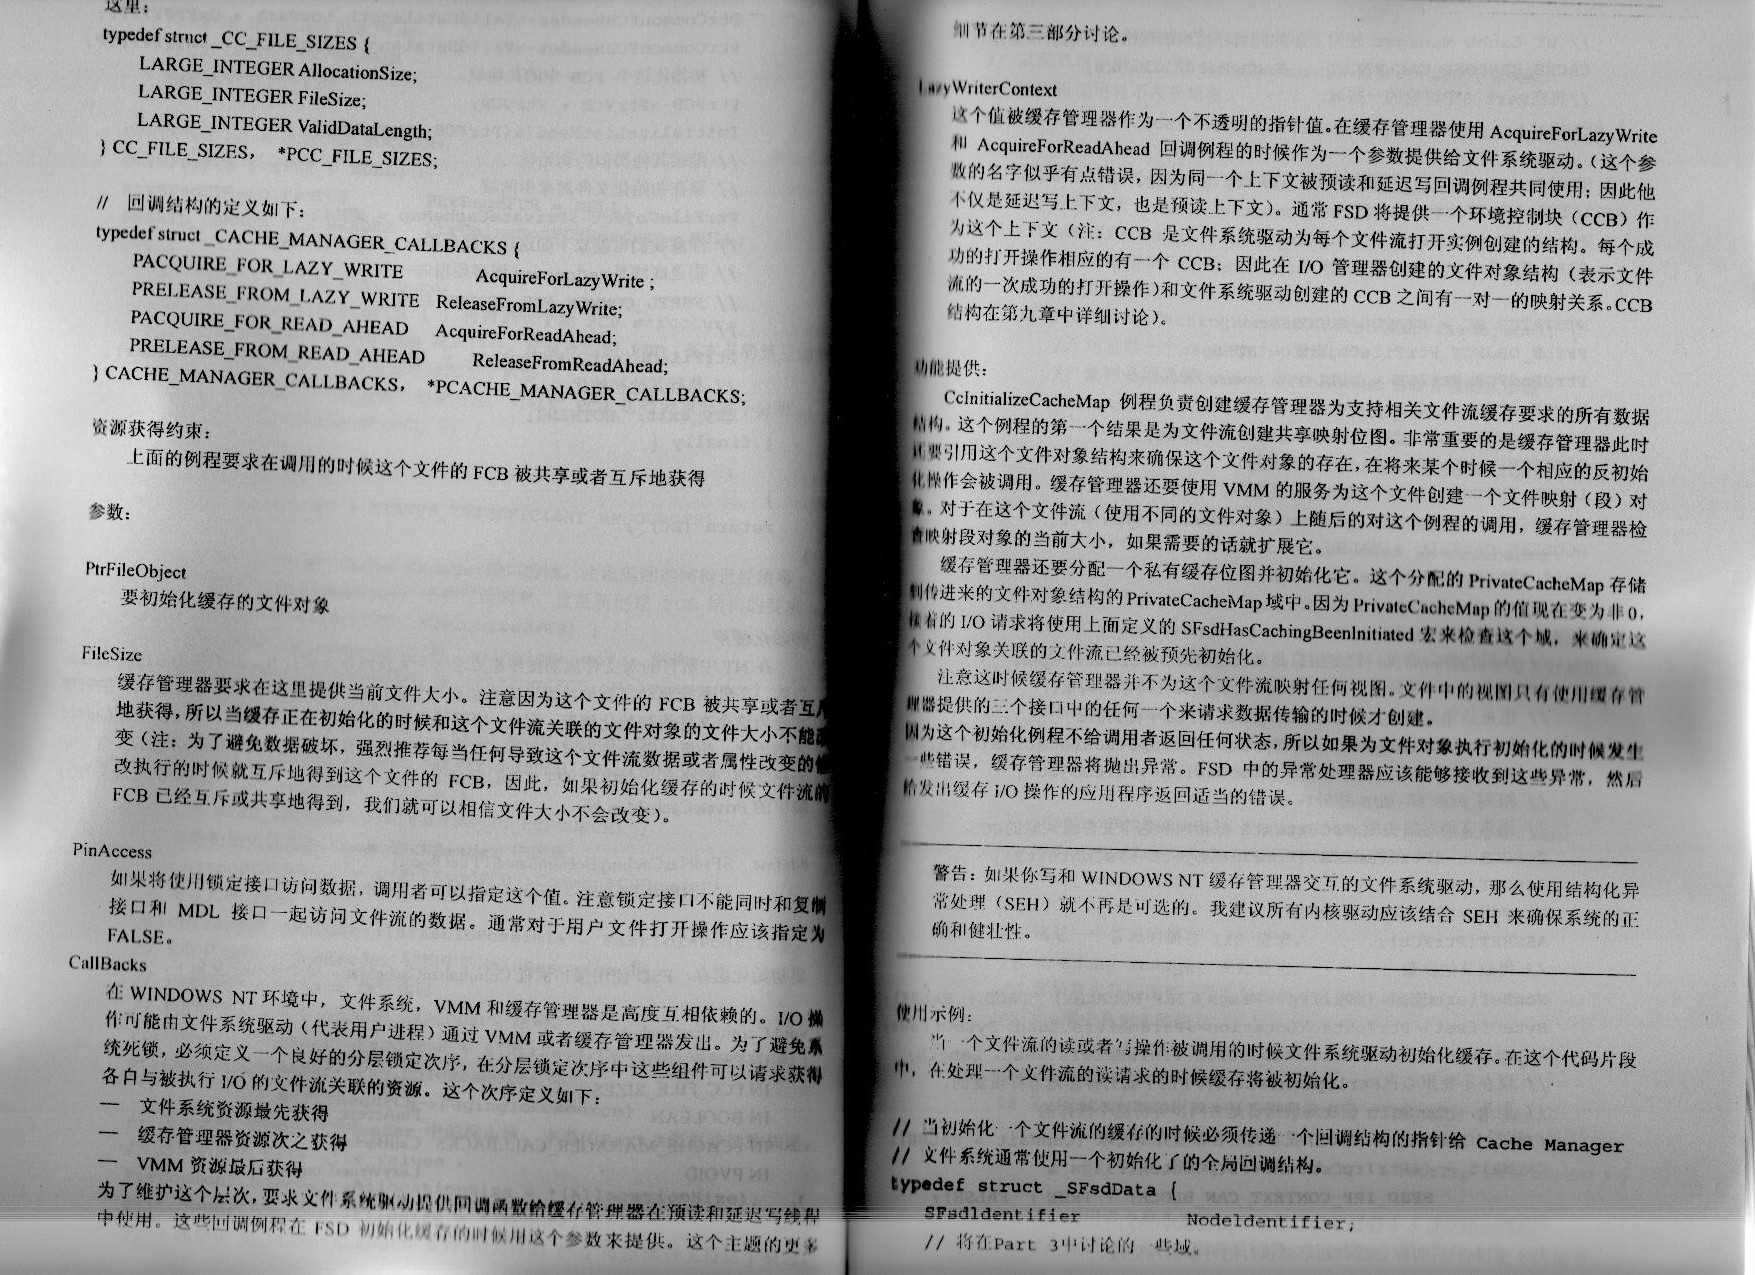 这里:
typedef struct _CC_FILE_SIZES {
LARGE_INTEGER AllocationSize;
LARGE_INTEGER FileSize;
LARGE_INTEGER ValidDataLength;
} CC_FILE_SIZES, *PCC_FILE_SIZES;
// 回调结构的定义如下:
typedef struct _CACHE_MANAGER_CALLBACKS {
PACQUIRE_FOR_LAZY_WRITE AcquireForLazyWrite ;
PRELEASE_FROM_LAZY_WRITE ReleaseFromLazyWrite;
PACQUIRE_FOR_READ_AHEAD AcquireForReadAhead;
PRELEASE_FROM_READ_AHEAD ReleaseFromReadAhead;
} CACHE_MANAGER_CALLBACKS, *PCACHE_MANAGER_CALLBACKS;
资源获得约束:
上面的例程要求在调用的时候这个文件的 FCB 被共享或者互斥地获得
参数:
PtrFileObject
要初始化缓存的文件对象
FileSize
缓存管理器要求在这里提供当前文件大小。注意因为这个文件的 FCB 被共享或者互斥
地获得,所以当缓存正在初始化的时候和这个文件流关联的文件对象的文件大小不能改
变(注:为了避免数据破坏,强烈推荐每当任何导致这个文件流数据或者属性改变的修
改执行的时候就互斥地得到这个文件的 FCB,因此,如果初始化缓存的时候文件流的
FCB 已经互斥或共享地得到,我们就可以相信文件大小不会改变)。
PinAccess
如果将使用锁定接口访问数据,调用者可以指定这个值。注意锁定接口不能同时和复制
接口和 MDL 接口一起访问文件流的数据。通常对于用户文件打开操作应该指定为
FALSE。
CallBacks
在 WINDOWS NT 环境中,文件系统,VMM 和缓存管理器是高度互相依赖的。I/O 操
作可能由文件系统驱动(代表用户进程)通过 VMM 或者缓存管理器发出。为了避免系
统死锁,必须定义一个良好的分层锁定次序,在分层锁定次序中这些组件可以请求获得
各自与被执行 I/O 的文件流关联的资源。这个次序定义如下:
— 文件系统资源最先获得
— 缓存管理器资源次之获得
— VMM 资源最后获得
为了维护这个层次,要求文件系统驱动提供回调函数给缓存管理器在预读和延迟写线程
中使用。这些回调例程在 FSD 初始化缓存的时候用这个参数来提供。这个主题的更多
细节在第三部分讨论。
LazyWriterContext
这个值被缓存管理器作为一个不透明的指针值。在缓存管理器使用 AcquireForLazyWrite
和 AcquireForReadAhead 回调例程的时候作为一个参数提供给文件系统驱动。(这个参
数的名字似乎有点错误,因为同一个上下文被预读和延迟写回调例程共同使用;因此他
不仅是延迟写上下文,也是预读上下文)。通常 FSD 将提供一个环境控制块(CCB)作
为这个上下文(注:CCB 是文件系统驱动为每个文件流打开实例创建的结构。每个成
功的打开操作相应的有一个 CCB;因此在 I/O 管理器创建的文件对象结构(表示文件
流的一次成功的打开操作)和文件系统驱动创建的 CCB 之间有一对一的映射关系。CCB
结构在第九章中详细讨论)。
功能提供:
CcInitializeCacheMap 例程负责创建缓存管理器为支持相关文件流缓存要求的所有数据
结构。这个例程的第一个结果是为文件流创建共享映射位图。非常重要的是缓存管理器此时
还要引用这个文件对象结构来确保这个文件对象的存在,在将来某个时候一个相应的反初始
化操作会被调用。缓存管理器还要使用 VMM 的服务为这个文件创建一个文件映射(段)对
象。对于在这个文件流(使用不同的文件对象)上随后的对这个例程的调用,缓存管理器检
查映射段对象的当前大小,如果需要的话就扩展它。
缓存管理器还要分配一个私有缓存位图并初始化它。这个分配的 PrivateCacheMap 存储
到传进来的文件对象结构的 PrivateCacheMap 域中。因为 PrivateCacheMap 的值现在变为非 0,
接着的 I/O 请求将使用上面定义的 SFsdHasCachingBeenInitiated 宏来检查这个域,来确定这
个文件对象关联的文件流已经被预先初始化。
注意这时候缓存管理器并不为这个文件流映射任何视图。文件中的视图只有使用缓存管
理器提供的三个接口中的任何一个来请求数据传输的时候才创建。
因为这个初始化例程不给调用者返回任何状态,所以如果为文件对象执行初始化的时候发生
一些错误,缓存管理器将抛出异常。FSD 中的异常处理器应该能够接收到这些异常,然后
给发出缓存 i/O 操作的应用程序返回适当的错误。
警告:如果你写和 WINDOWS NT 缓存管理器交互的文件系统驱动,那么使用结构化异
常处理(SEH)就不再是可选的。我建议所有内核驱动应该结合 SEH 来确保系统的正
确和健壮性。
使用示例:
当一个文件流的读或者写操作被调用的时候文件系统驱动初始化缓存。在这个代码片段
中,在处理一个文件流的读请求的时候缓存将被初始化。
// 当初始化一个文件流的缓存的时候必须传递一个回调结构的指针给 Cache Manager
// 文件系统通常使用一个初始化了的全局回调结构。
typedef struct _SFsdData {
SFsdldentifier Nodeldentifier;
// 将在Part 3中讨论的一些域。